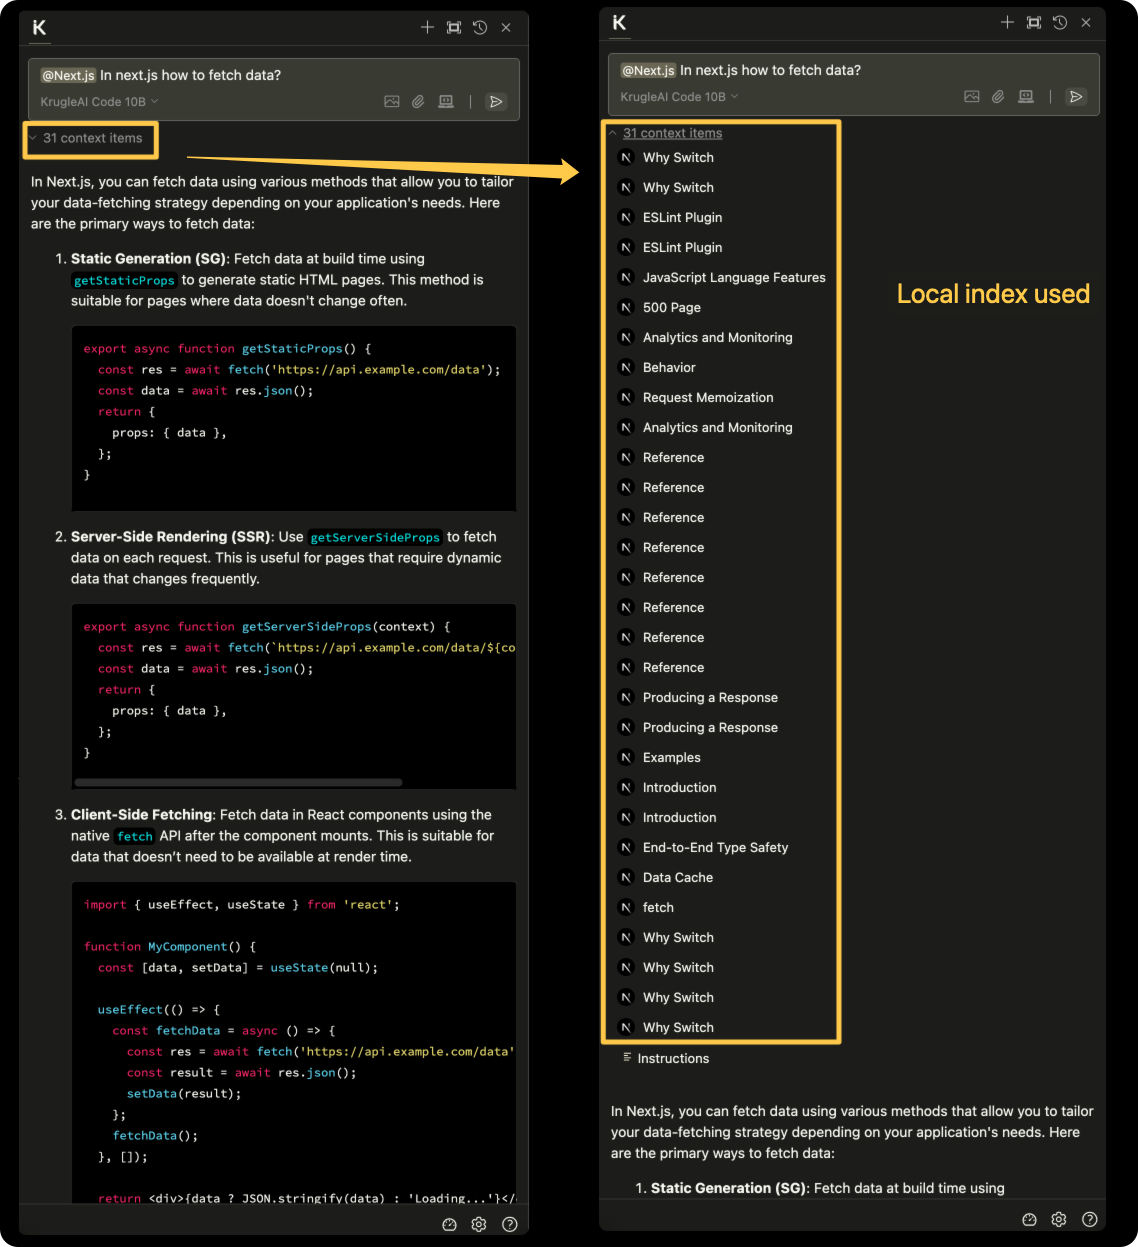 K
@Next.js In next.js how to fetch data?
KrugleAI Code 10B
31 context items
In Next.js, you can fetch data using various methods that allow you to tailor
your data-fetching strategy depending on your application's needs. Here
are the primary ways to fetch data:
1. Static Generation (SG): Fetch data at build time using
getStaticProps to generate static HTML pages. This method is
suitable for pages where data doesn't change often.
export async function getStaticProps() {
const res = await fetch('https://api.example.com/data');
const data = await res.json();
return {
props: { data },
};
}
2. Server-Side Rendering (SSR): Use getServerSideProps to fetch
data on each request. This is useful for pages that require dynamic
data that changes frequently.
export async function getServerSideProps(context) {
const res = await fetch(`https://api.example.com/data/${co
const data = await res.json();
return {
props: { data },
};
}
3. Client-Side Fetching: Fetch data in React components using the
native fetch API after the component mounts. This is suitable for
data that doesn’t need to be available at render time.
import { useEffect, useState } from 'react';
function MyComponent() {
const [data, setData] = useState(null);
useEffect(() => {
const fetchData = async () => {
const res = await fetch('https://api.example.com/data'
const result = await res.json();
setData(result);
};
fetchData();
}, []);
return <div>{data ? JSON.stringify(data) : 'Loading...'}</
K
@Next.js In next.js how to fetch data?
KrugleAI Code 10B
31 context items
Why Switch
Why Switch
ESLint Plugin
ESLint Plugin
JavaScript Language Features
500 Page
Analytics and Monitoring
Behavior
Request Memoization
Analytics and Monitoring
Reference
Reference
Reference
Reference
Reference
Reference
Reference
Reference
Producing a Response
Producing a Response
Examples
Introduction
Introduction
End-to-End Type Safety
Data Cache
fetch
Why Switch
Why Switch
Why Switch
Why Switch
Instructions
In Next.js, you can fetch data using various methods that allow you to tailor
your data-fetching strategy depending on your application's needs. Here
are the primary ways to fetch data:
1. Static Generation (SG): Fetch data at build time using
Local index used